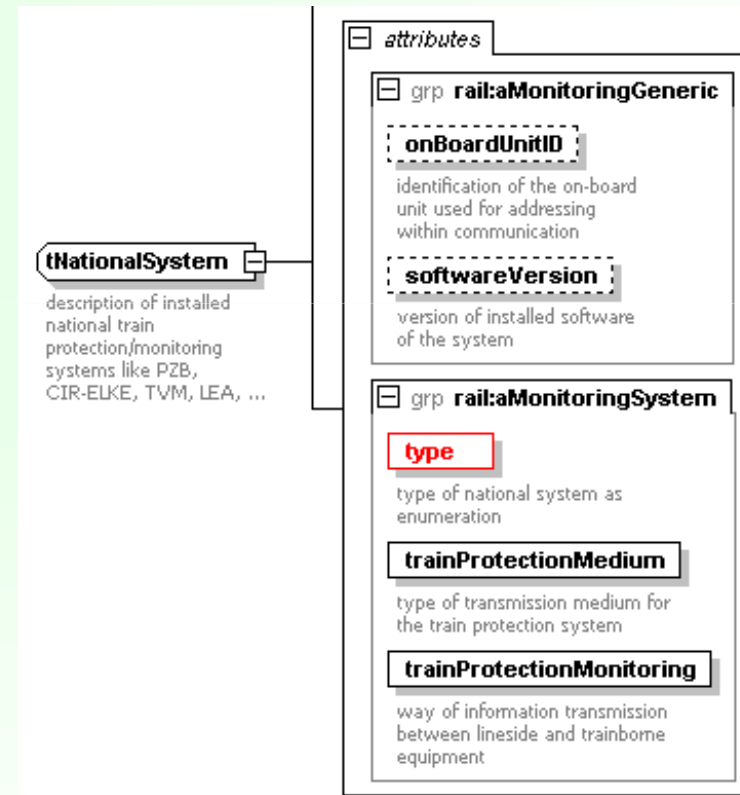 attributes
grp rail:aMonitoringGeneric
onBoardUnitID
identification of the on-board
unit used for addressing
within communication
softwareVersion
version of installed software
of the system
tNationalSystem
description of installed
national train
protection/monitoring
systems like PZB,
CIR-ELKE, TVM, LEA, ...
grp rail:aMonitoringSystem
type
type of national system as
enumeration
trainProtectionMedium
type of transmission medium for
the train protection system
trainProtectionMonitoring
way of information transmission
between lineside and trainborne
equipment